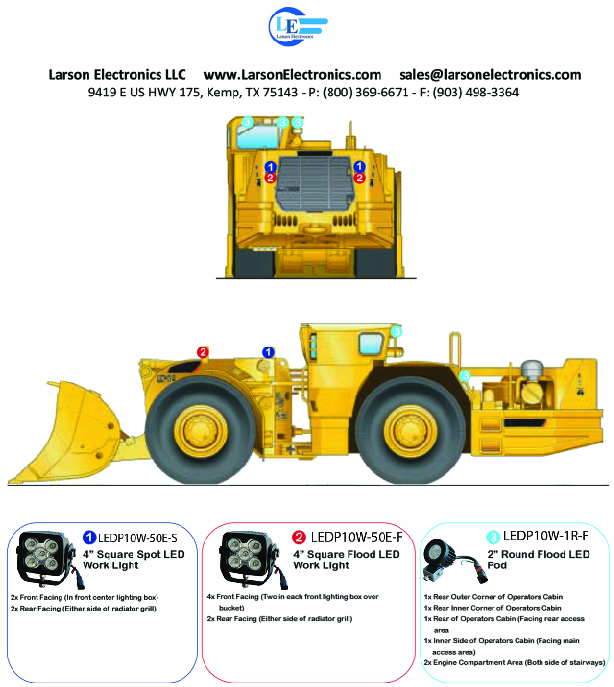 LE
Larson Electronics
Larson Electronics LLC www.LarsonElectronics.com sales@larsonelectronics.com
9419 E US HWY 175, Kemp, TX 75143 - P: (800) 369-6671 - F: (903) 498-3364
3 3 3
1 1
2 2
2 1 3
3
1 LEDP10W-50E-S
4" Square Spot LED
Work Light
2x Front Facing (In front center lighting box)
2x Rear Facing (Either side of radiator grill)
2 LEDP10W-50E-F
4" Square Flood LED
Work Light
4x Front Facing (Two in each front lighting box over
bucket)
2x Rear Facing (Either side of radiator grill)
3 LEDP10W-1R-F
2" Round Flood LED
Pod
1x Rear Outer Corner of Operators Cabin
1x Rear Inner Corner of Operators Cabin
1x Rear of Operators Cabin (Facing rear access
area)
1x Inner Side of Operators Cabin (Facing main
access area)
2x Engine Compartment Area (Both side of stairways)